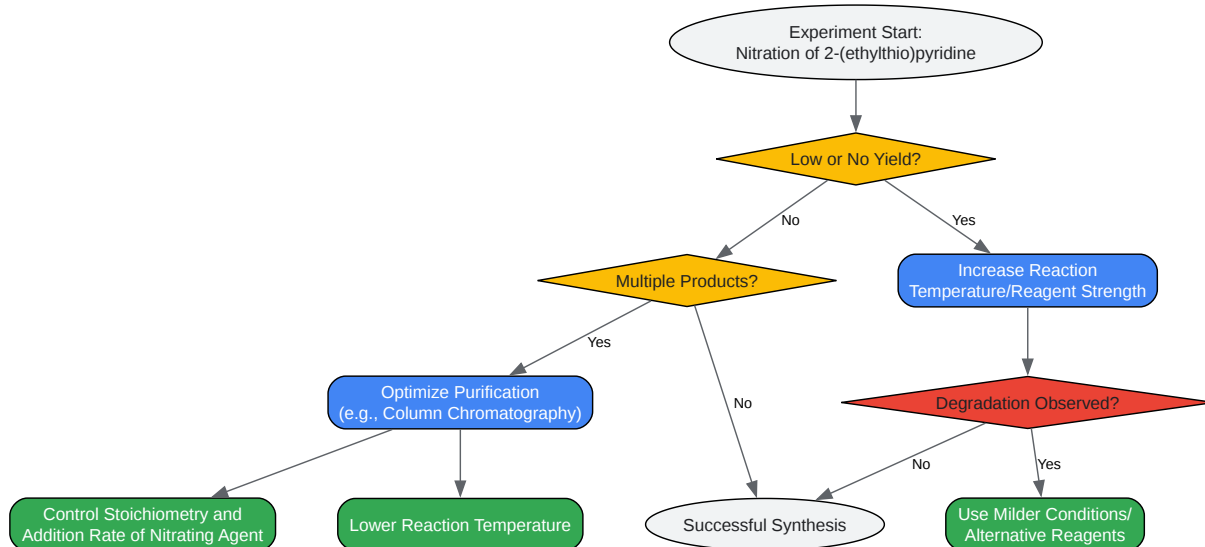 Experiment Start:
Nitration of 2-(ethylthio)pyridine
Low or No Yield?
No
Yes
Multiple Products?
Increase Reaction
Temperature/Reagent Strength
Yes
Optimize Purification
(e.g., Column Chromatography)
No
Degradation Observed?
No
Yes
Control Stoichiometry and
Addition Rate of Nitrating Agent
Lower Reaction Temperature
Successful Synthesis
Use Milder Conditions/
Alternative Reagents